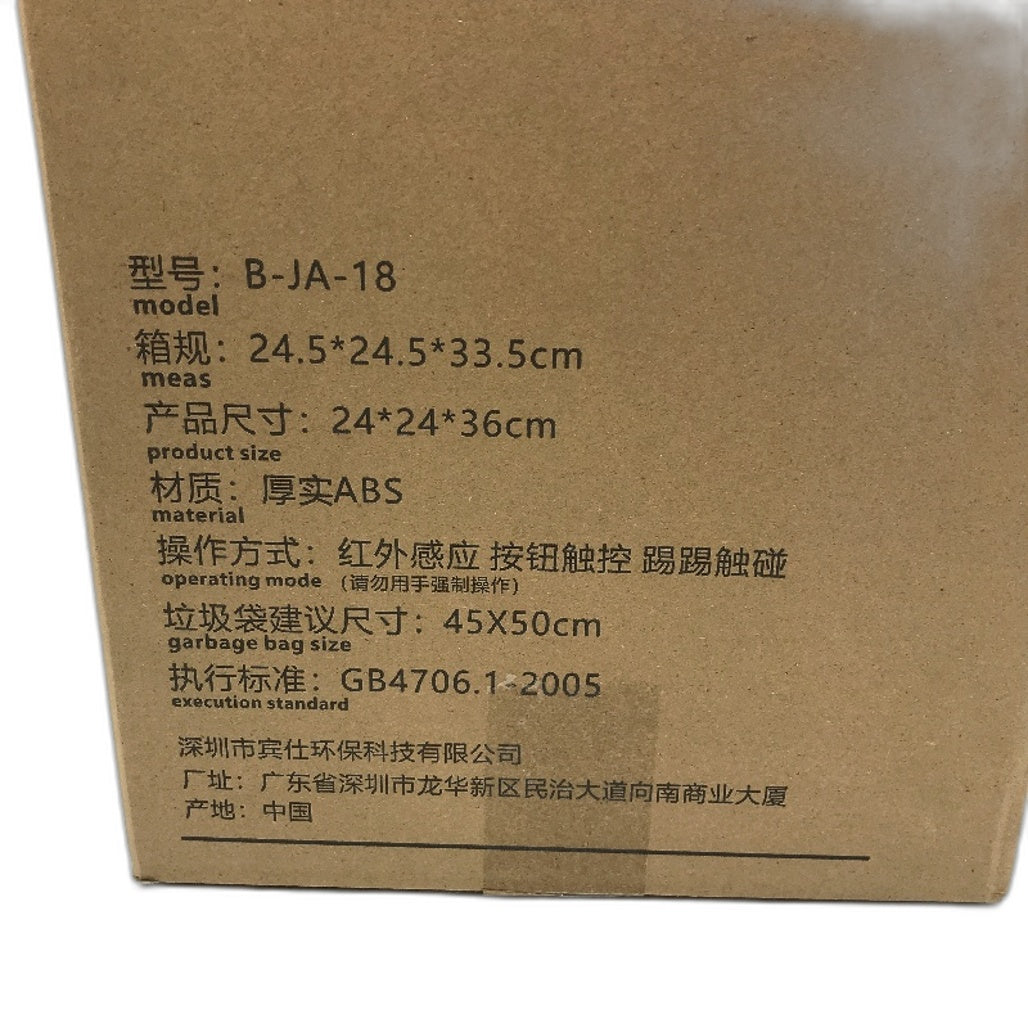 型号：B-JA-18
model
箱规：24.5*24.5*33.5cm
meas
产品尺寸：24*24*36cm
product size
材质：厚实ABS
material
操作方式：红外感应 按钮触控 踢踢触碰
operating mode （请勿用手强制操作）
垃圾袋建议尺寸：45X50cm
garbage bag size
执行标准：GB4706.1-2005
execution standard
深圳市宾仕环保科技有限公司
厂址：广东省深圳市龙华新区民治大道向南商业大厦
产地：中国